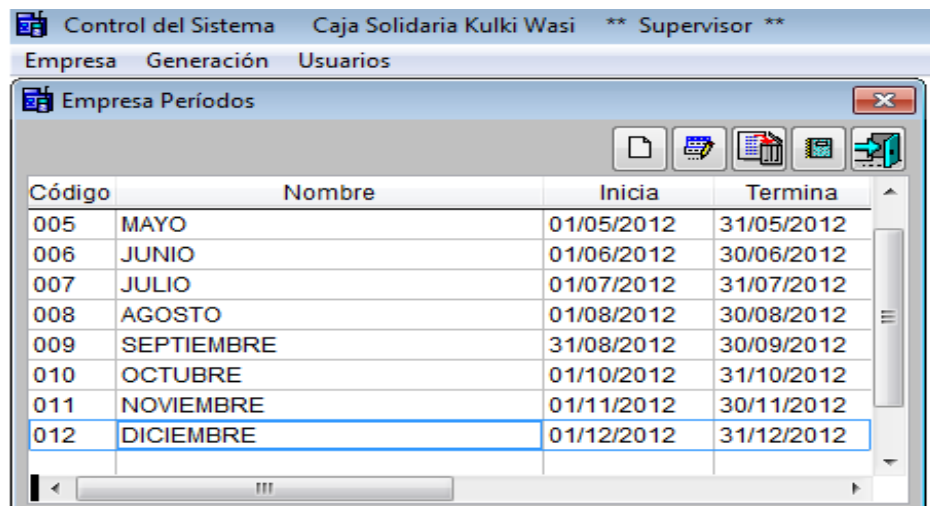 Control del Sistema Caja Solidaria Kulki Wasi ** Supervisor **
Empresa Generación Usuarios
Empresa Períodos
Código Nombre Inicia Termina
005 MAYO 01/05/2012 31/05/2012
006 JUNIO 01/06/2012 30/06/2012
007 JULIO 01/07/2012 31/07/2012
008 AGOSTO 01/08/2012 30/08/2012
009 SEPTIEMBRE 31/08/2012 30/09/2012
010 OCTUBRE 01/10/2012 31/10/2012
011 NOVIEMBRE 01/11/2012 30/11/2012
012 DICIEMBRE 01/12/2012 31/12/2012